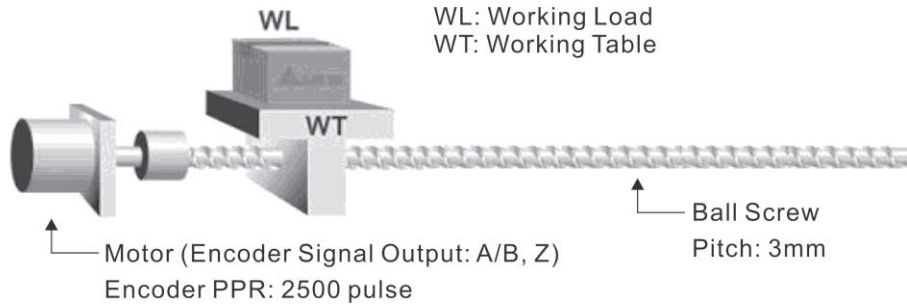 WL
WL: Working Load
WT: Working Table
WT
Ball Screw
Pitch: 3mm
Motor (Encoder Signal Output: A/B, Z)
Encoder PPR: 2500 pulse